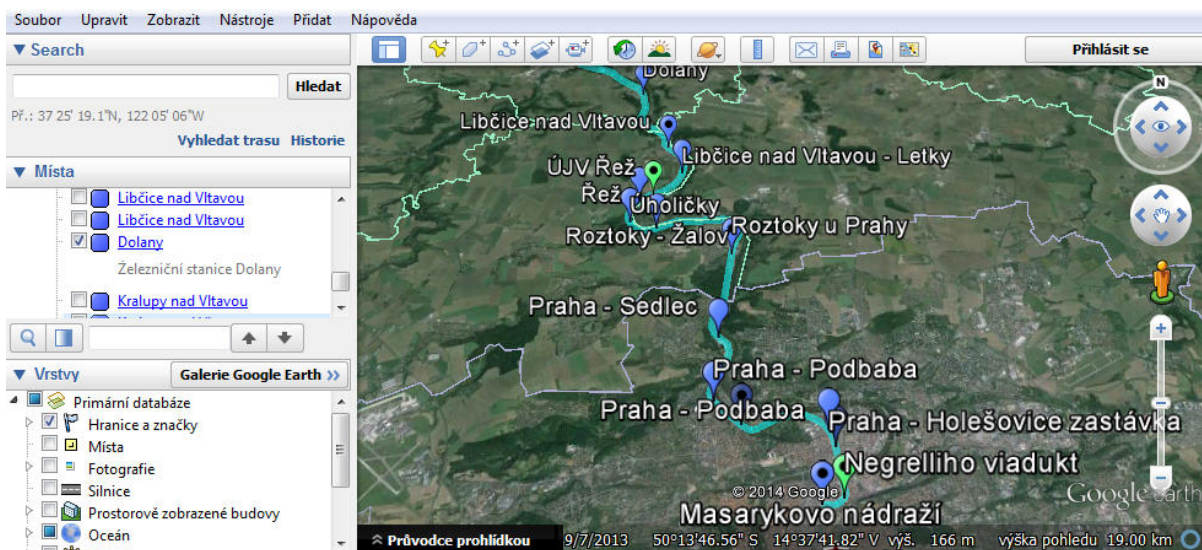 Soubor Upravit Zobrazit Nástroje Přidat Nápověda
▼ Search
Hledat
Př.: 37 25' 19.1"N, 122 05' 06"W
Vyhledat trasu Historie
▼ Místa
Libčice nad Vltavou
Libčice nad Vltavou
Dolany
Železniční stanice Dolany
Kralupy nad Vltavou
▼ Vrstvy
Galerie Google Earth »
Primární databáze
Hranice a značky
Místa
Fotografie
Silnice
Prostorově zobrazené budovy
Oceán
Přihlásit se
N
Dolany
Libčice nad Vltavou
Libčice nad Vltavou - Letky
ÚJV Řež
Řež
Úholičky
Roztoky - Žalov
Roztoky u Prahy
Praha - Sedlec
Praha - Podbaba
Praha - Podbaba
Praha - Holešovice zastávka
Negrelliho viadukt
© 2014 Google
Google earth
Masarykovo nádraží
Průvodce prohlídkou
9/7/2013 50°13'46.56" S 14°37'41.82" V výš. 166 m výška pohledu 19.00 km